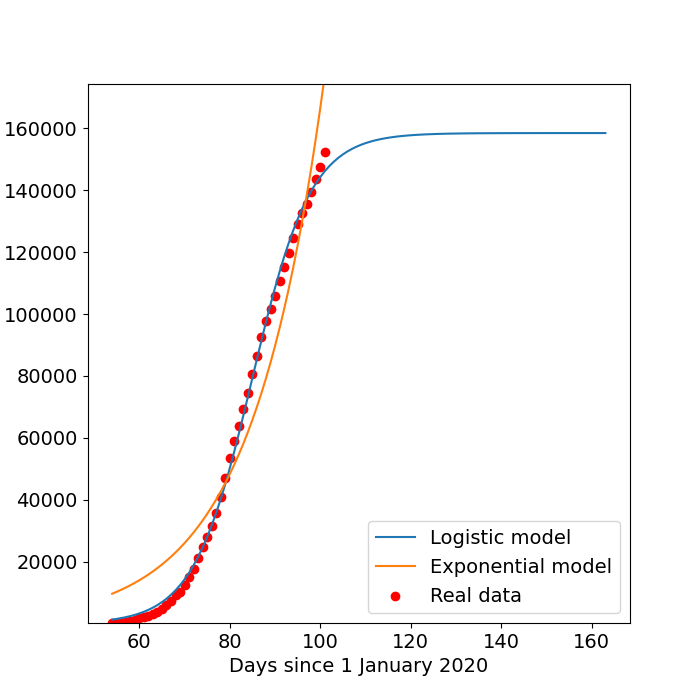 160000
140000
120000
100000
80000
60000
40000
20000
60 80 100 120 140 160
Days since 1 January 2020
Logistic model
Exponential model
Real data